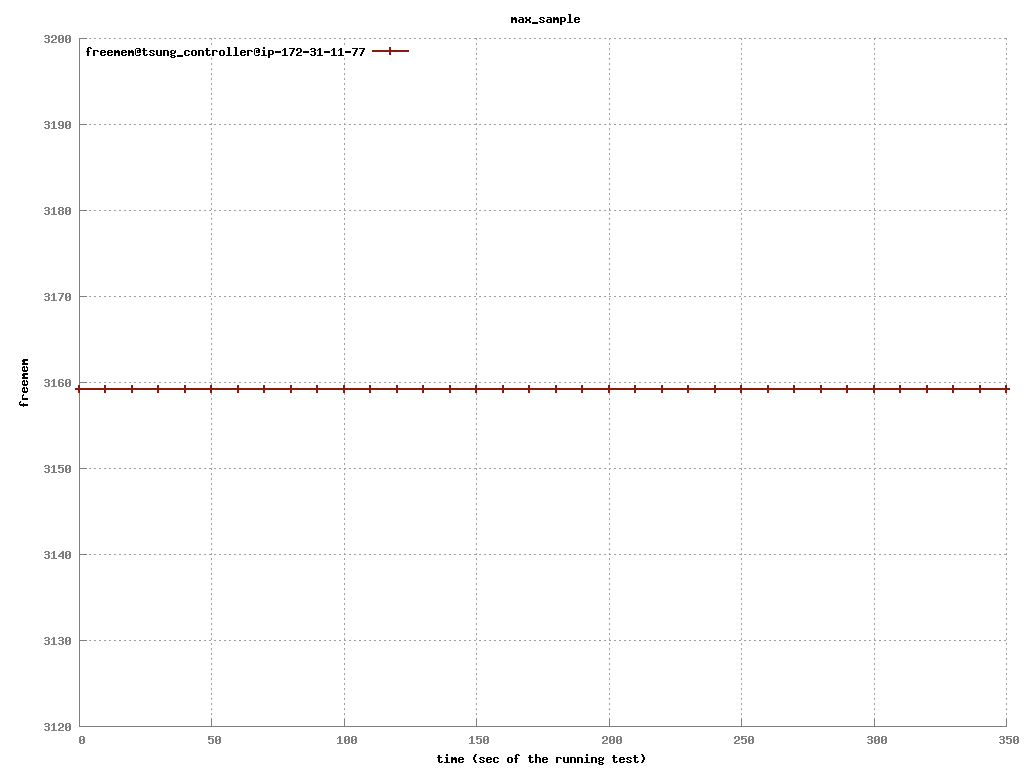 max_sample
freemem@tsung_controller@ip-172-31-11-77
3200
3190
3180
3170
3160
3150
3140
3130
3120
freemem
0 50 100 150 200 250 300 350
time (sec of the running test)